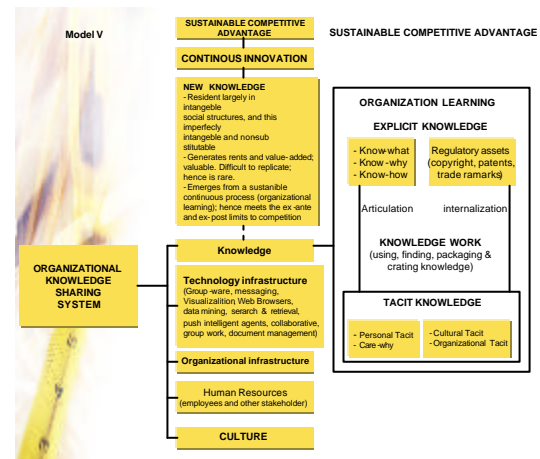 Model V
SUSTAINABLE COMPETITIVE
ADVANTAGE
SUSTAINABLE COMPETITIVE ADVANTAGE
CONTINOUS INNOVATION
NEW KNOWLEDGE
- Resident largely in
intangible
social structures, and this
imperfecly
intangible and nonsub
stitutable
- Generates rents and value-added;
valuable. Difficult to replicate;
hence is rare.
- Emerges from a sustanible
continuous process (organizational
learning); hence meets the ex-ante
and ex-post limits to competition
Knowledge
ORGANIZATIONAL
KNOWLEDGE
SHARING
SYSTEM
Technology infrastructure
(Group -ware, messaging,
Visualizalition, Web Browsers,
data mining, serarch & retrieval,
push intelligent agents, collaborative,
group work, document management)
Organizational infrastructure
Human Resources
(employees and other stakeholder)
CULTURE
ORGANIZATION LEARNING
EXPLICIT KNOWLEDGE
- Know-what
- Know -why
- Know-how
Regulatory assets
(copyright, patents,
trade ramarks)
Articulation
internalization
KNOWLEDGE WORK
(using, finding, packaging &
crating knowledge)
TACIT KNOWLEDGE
- Personal Tacit
- Care -why
- Cultural Tacit
- Organizational Tacit